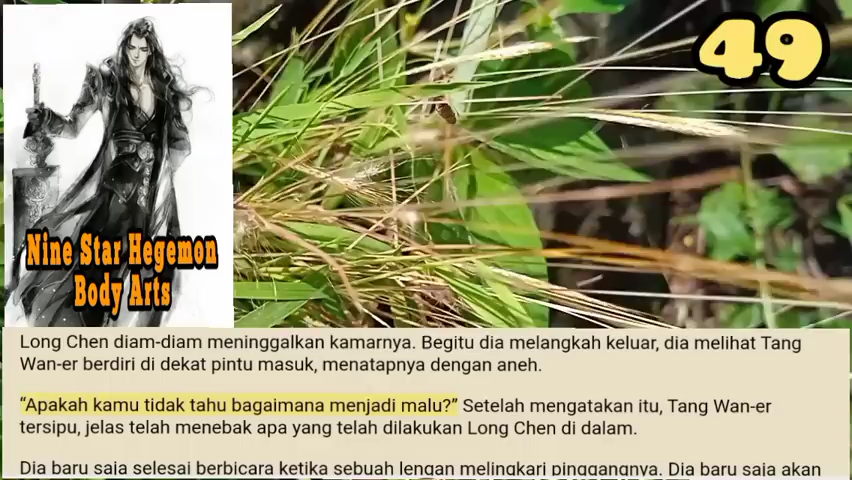 49
Nine Star Hegemon
Body Arts
Long Chen diam-diam meninggalkan kamarnya. Begitu dia melangkah keluar, dia melihat Tang
Wan-er berdiri di dekat pintu masuk, menatapnya dengan aneh.
“Apakah kamu tidak tahu bagaimana menjadi malu?” Setelah mengatakan itu, Tang Wan-er
tersipu, jelas telah menebak apa yang telah dilakukan Long Chen di dalam.
Dia baru saja selesai berbicara ketika sebuah lengan melingkari pinggangnya. Dia baru saja akan